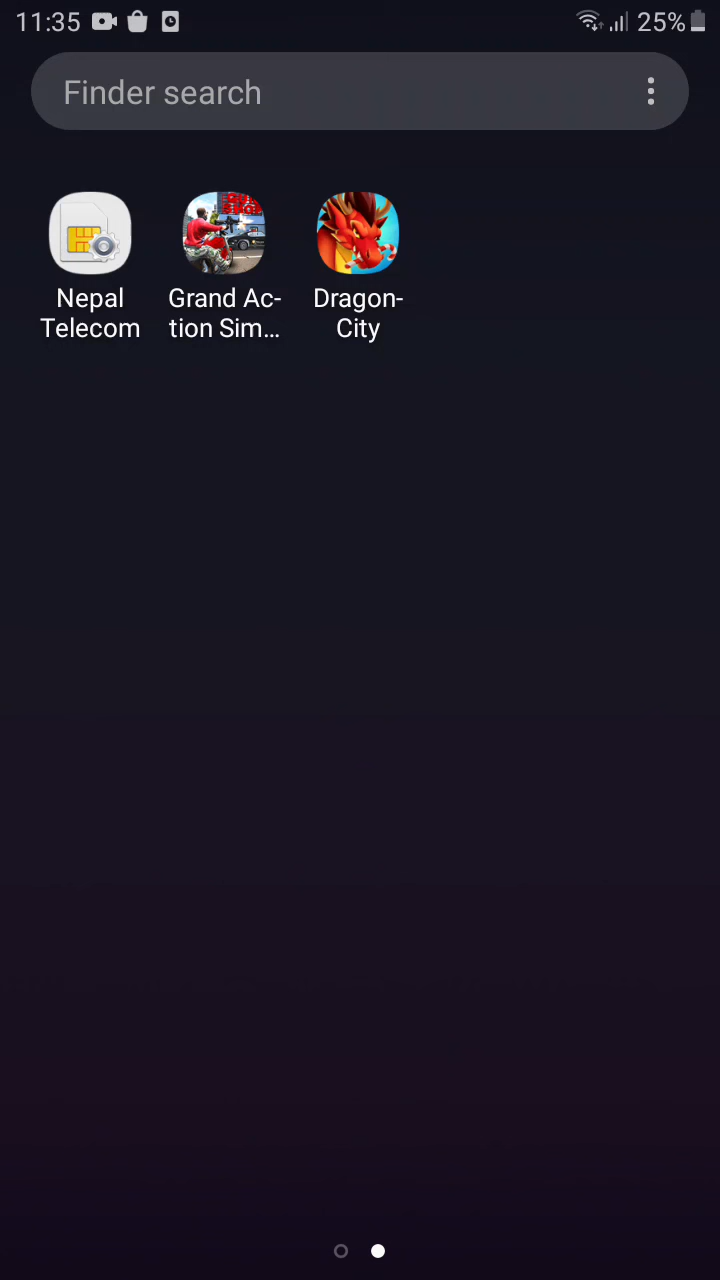 11:35
25%
Finder search
Nepal
Telecom
Grand Ac-
tion Sim...
Dragon-
City